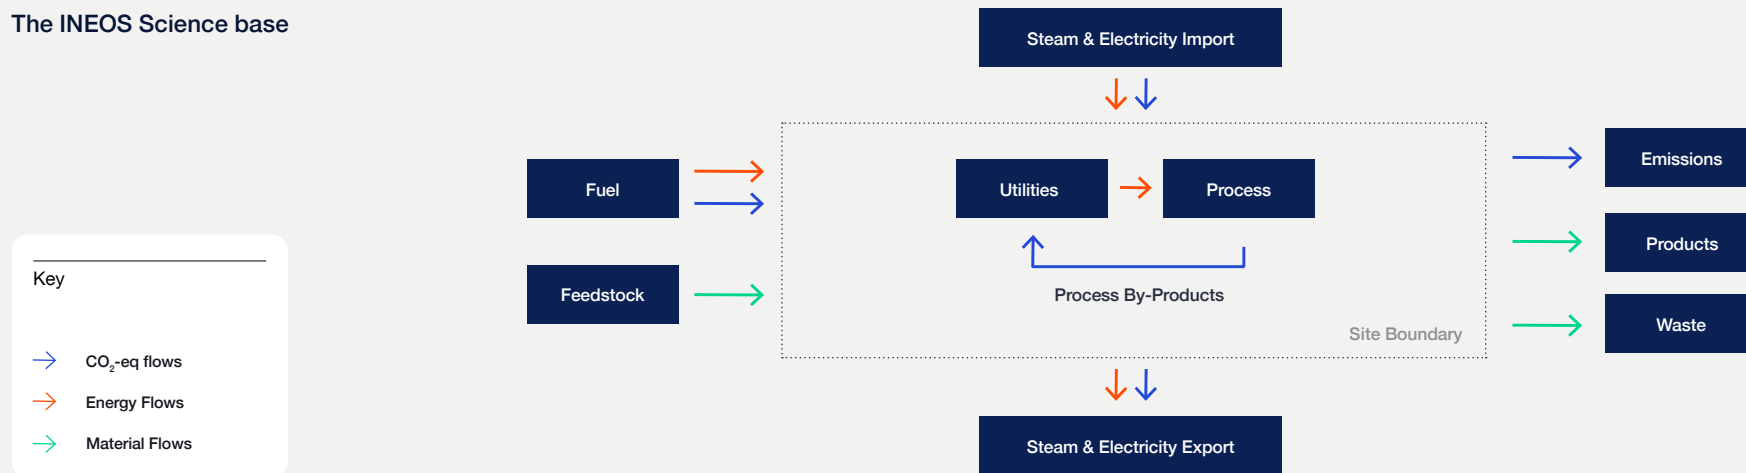 The INEOS Science base
Steam & Electricity Import
Fuel
Utilities
Process
Emissions
Products
Feedstock
Process By-Products
Waste
Site Boundary
Steam & Electricity Export
Key
CO₂-eq flows
Energy Flows
Material Flows